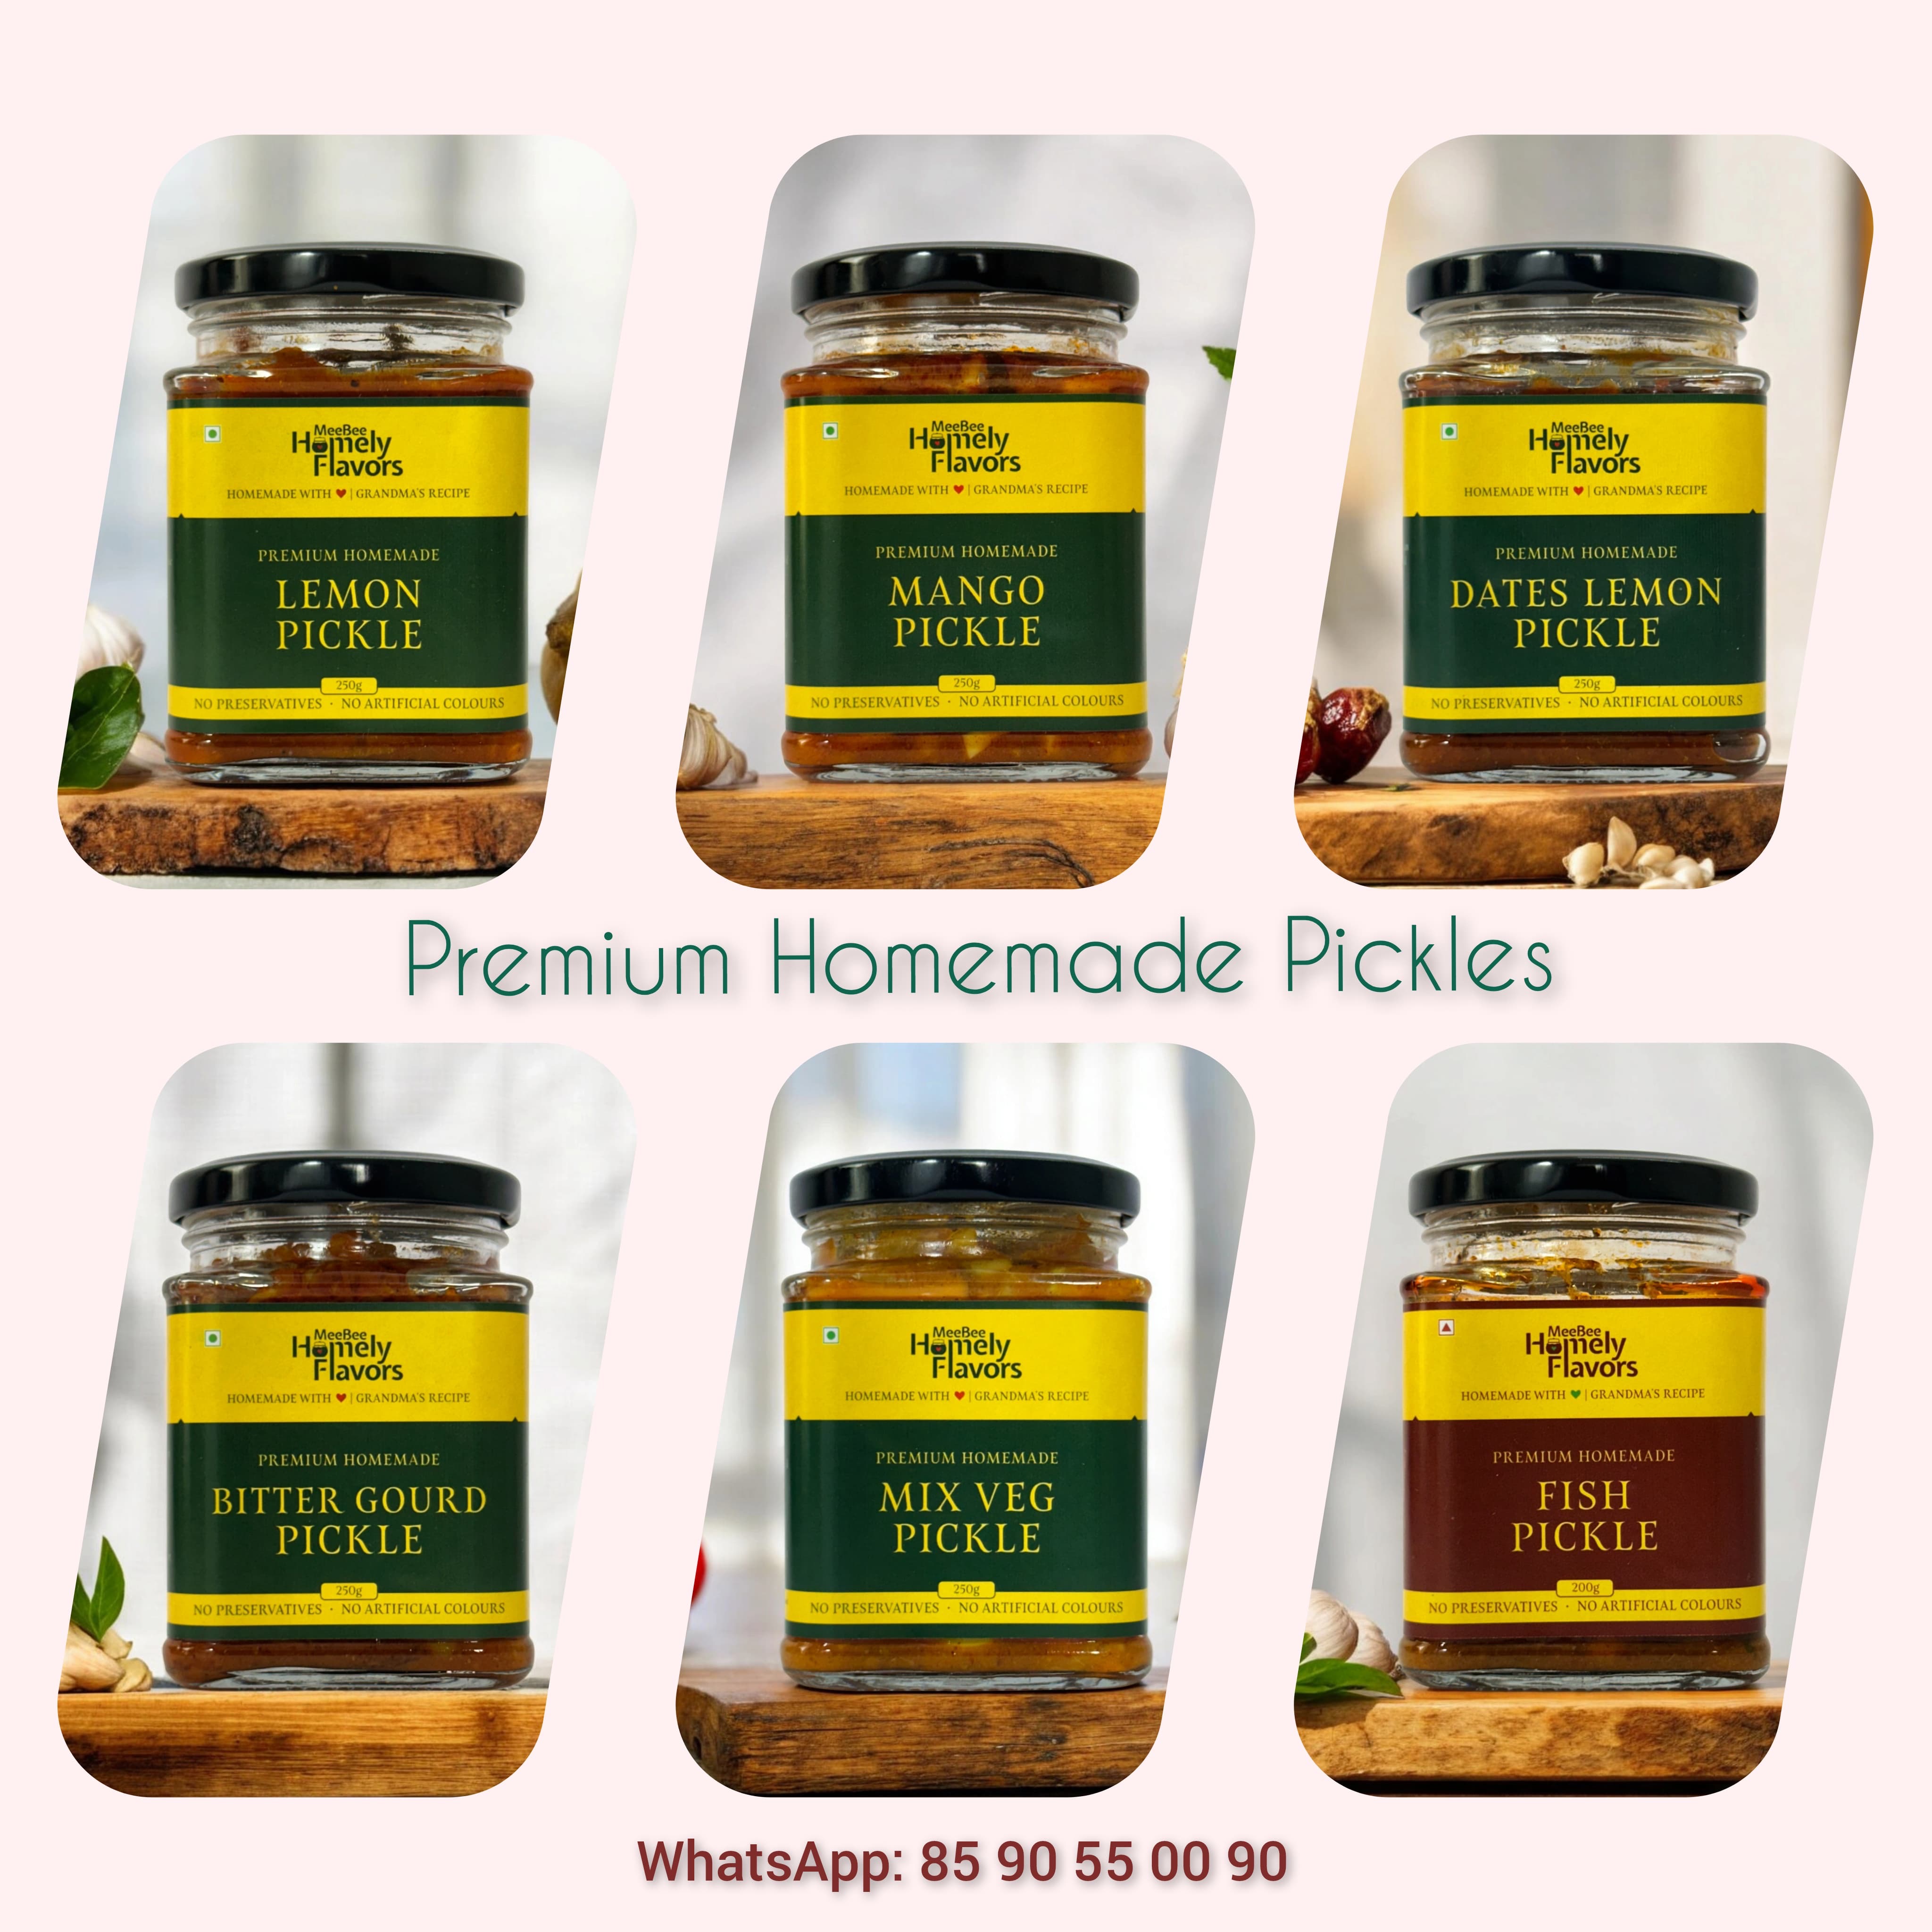 MeeBee
Homely
Flavors
HOMEMADE WITH ❤ | GRANDMA'S RECIPE
PREMIUM HOMEMADE
LEMON
PICKLE
250g
NO PRESERVATIVES · NO ARTIFICIAL COLOURS
MeeBee
Homely
Flavors
HOMEMADE WITH ❤ | GRANDMA'S RECIPE
PREMIUM HOMEMADE
MANGO
PICKLE
250g
NO PRESERVATIVES · NO ARTIFICIAL COLOURS
MeeBee
Homely
Flavors
HOMEMADE WITH ❤ | GRANDMA'S RECIPE
PREMIUM HOMEMADE
DATES LEMON
PICKLE
250g
NO PRESERVATIVES · NO ARTIFICIAL COLOURS
Premium Homemade Pickles
MeeBee
Homely
Flavors
HOMEMADE WITH ❤ | GRANDMA'S RECIPE
PREMIUM HOMEMADE
BITTER GOURD
PICKLE
250g
NO PRESERVATIVES · NO ARTIFICIAL COLOURS
MeeBee
Homely
Flavors
HOMEMADE WITH ❤ | GRANDMA'S RECIPE
PREMIUM HOMEMADE
MIX VEG
PICKLE
250g
NO PRESERVATIVES · NO ARTIFICIAL COLOURS
MeeBee
Homely
Flavors
HOMEMADE WITH 💚 | GRANDMA'S RECIPE
PREMIUM HOMEMADE
FISH
PICKLE
200g
NO PRESERVATIVES · NO ARTIFICIAL COLOURS
WhatsApp: 85 90 55 00 90